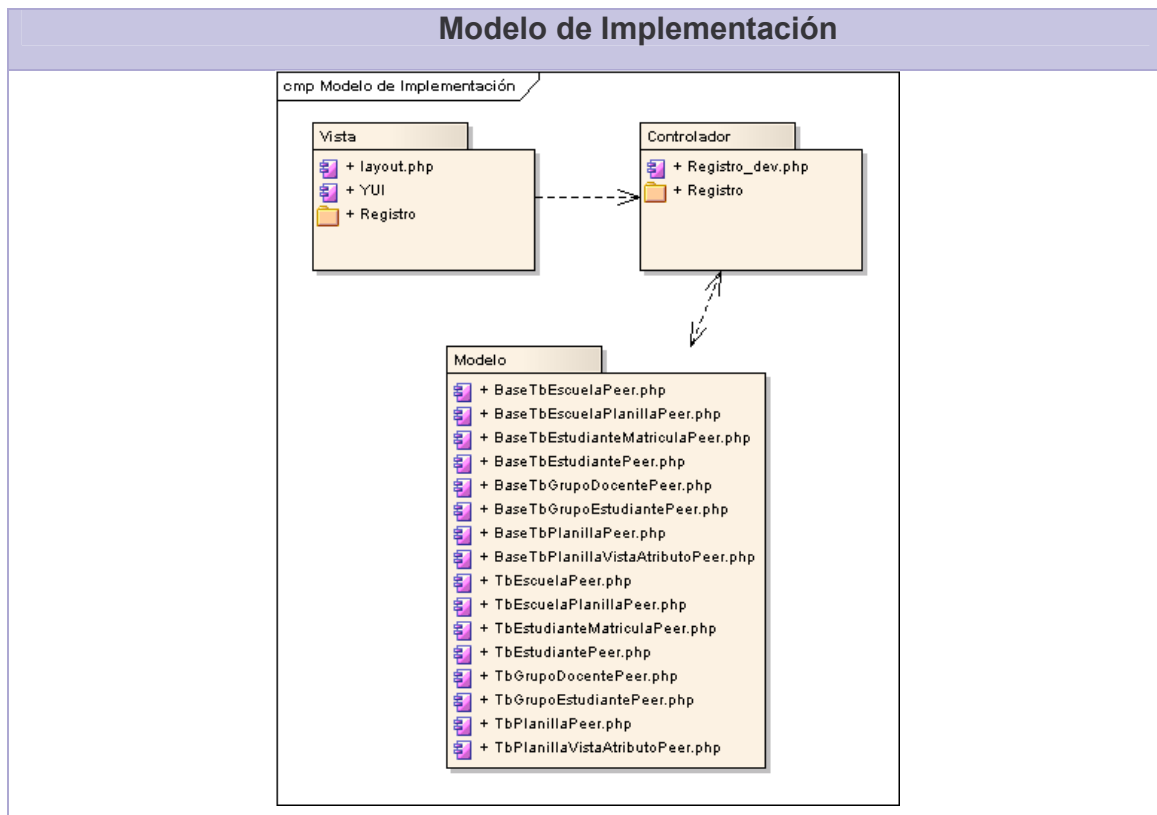 Modelo de Implementación
cmp Modelo de Implementación
Vista
+ layout.php
+ YUI
+ Registro
Controlador
+ Registro_dev.php
+ Registro
Modelo
+ BaseTbEscuelaPeer.php
+ BaseTbEscuelaPlanillaPeer.php
+ BaseTbEstudianteMatriculaPeer.php
+ BaseTbEstudiantePeer.php
+ BaseTbGrupoDocentePeer.php
+ BaseTbGrupoEstudiantePeer.php
+ BaseTbPlanillaPeer.php
+ BaseTbPlanillaVistaAtributoPeer.php
+ TbEscuelaPeer.php
+ TbEscuelaPlanillaPeer.php
+ TbEstudianteMatriculaPeer.php
+ TbEstudiantePeer.php
+ TbGrupoDocentePeer.php
+ TbGrupoEstudiantePeer.php
+ TbPlanillaPeer.php
+ TbPlanillaVistaAtributoPeer.php